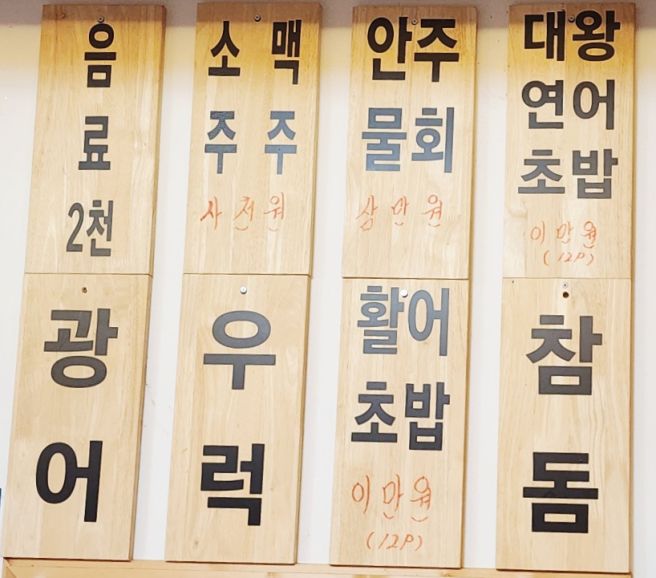 음
료
2천
소 맥
주 주
사천원
안주
물회
삼만원
대왕
연어
초밥
이만원
(12P)
광
어
우
럭
활어
초밥
이만원
(12P)
참
돔